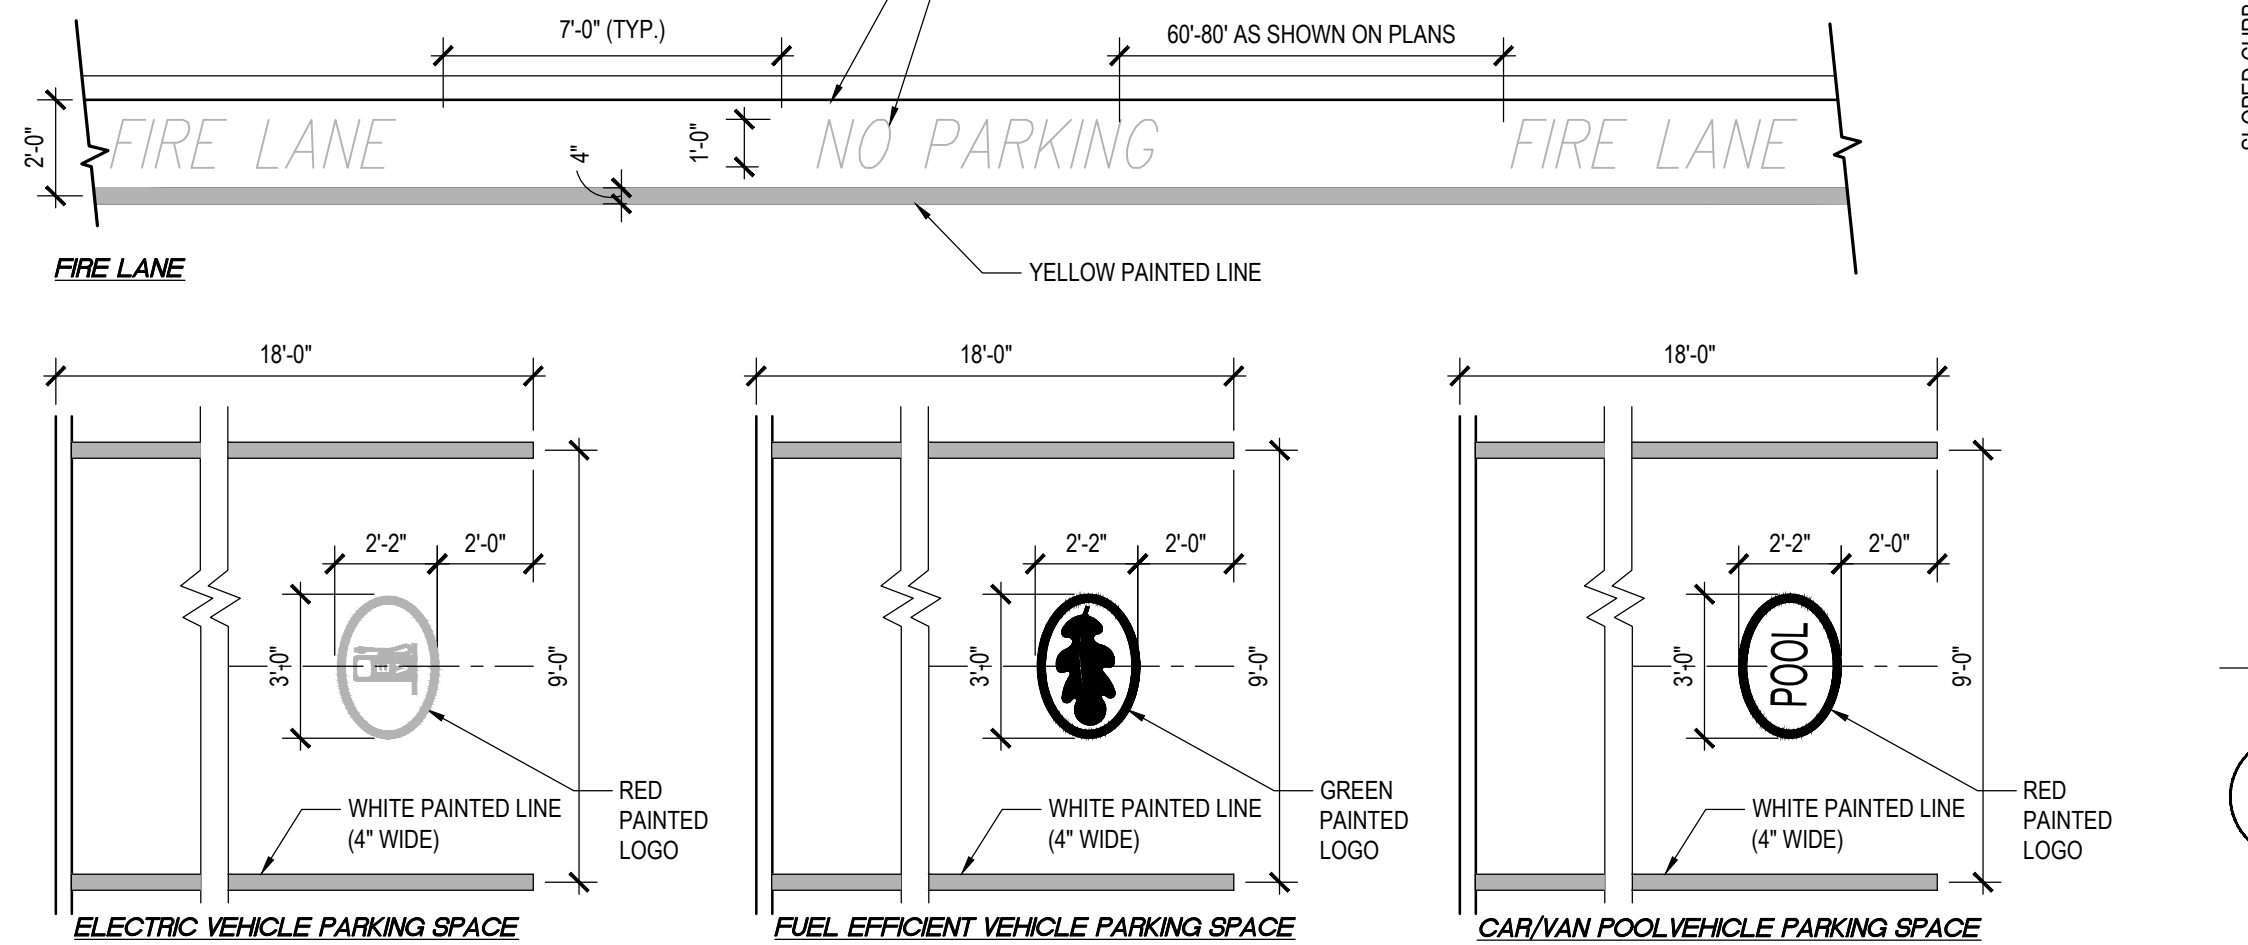 7'-0" (TYP.)
60'-80' AS SHOWN ON PLANS
2'-0"
FIRE LANE
4"
1'-0"
NO PARKING
FIRE LANE
YELLOW PAINTED LINE
FIRE LANE
18'-0"
2'-2"
2'-0"
3'-0"
9'-0"
WHITE PAINTED LINE
(4" WIDE)
RED
PAINTED
LOGO
ELECTRIC VEHICLE PARKING SPACE
18'-0"
2'-2"
2'-0"
3'-0"
9'-0"
WHITE PAINTED LINE
(4" WIDE)
GREEN
PAINTED
LOGO
FUEL EFFICIENT VEHICLE PARKING SPACE
18'-0"
2'-2"
2'-0"
3'-0"
POOL
9'-0"
WHITE PAINTED LINE
(4" WIDE)
RED
PAINTED
LOGO
CAR/VAN POOLVEHICLE PARKING SPACE